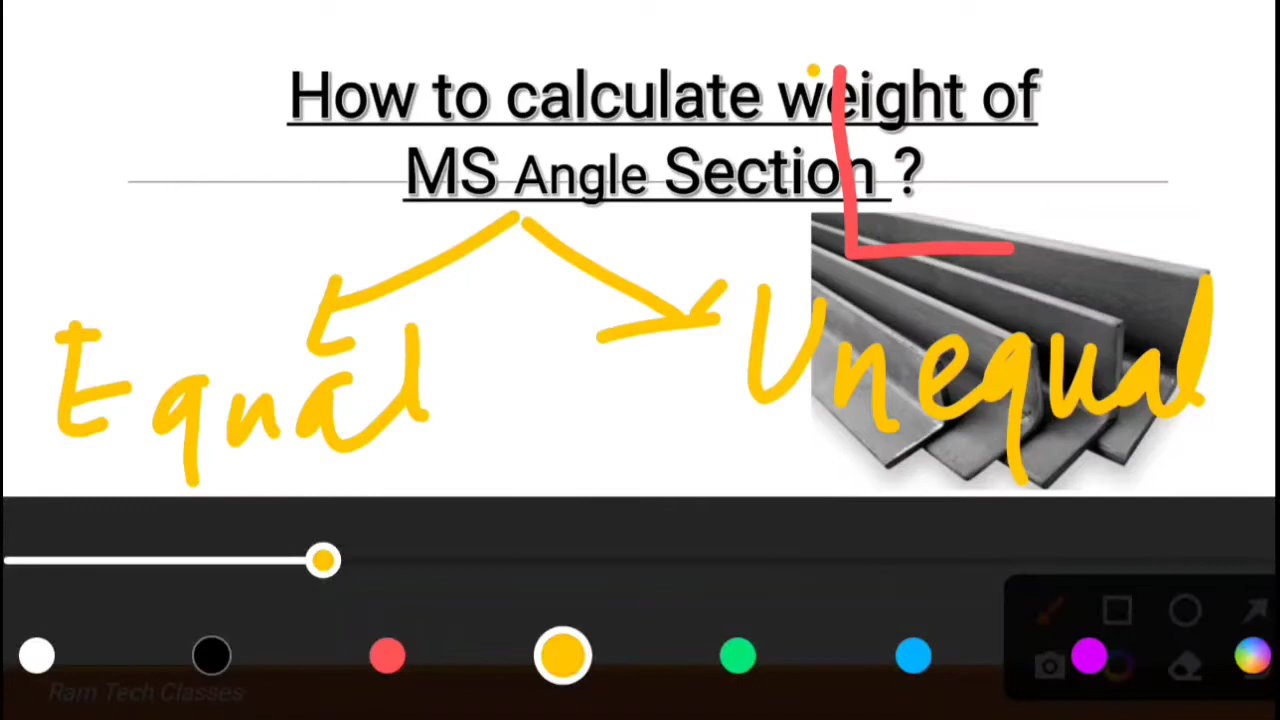 How to calculate weight of
MS Angle Section ?
Equal
Unequal
Ram Tech Classes